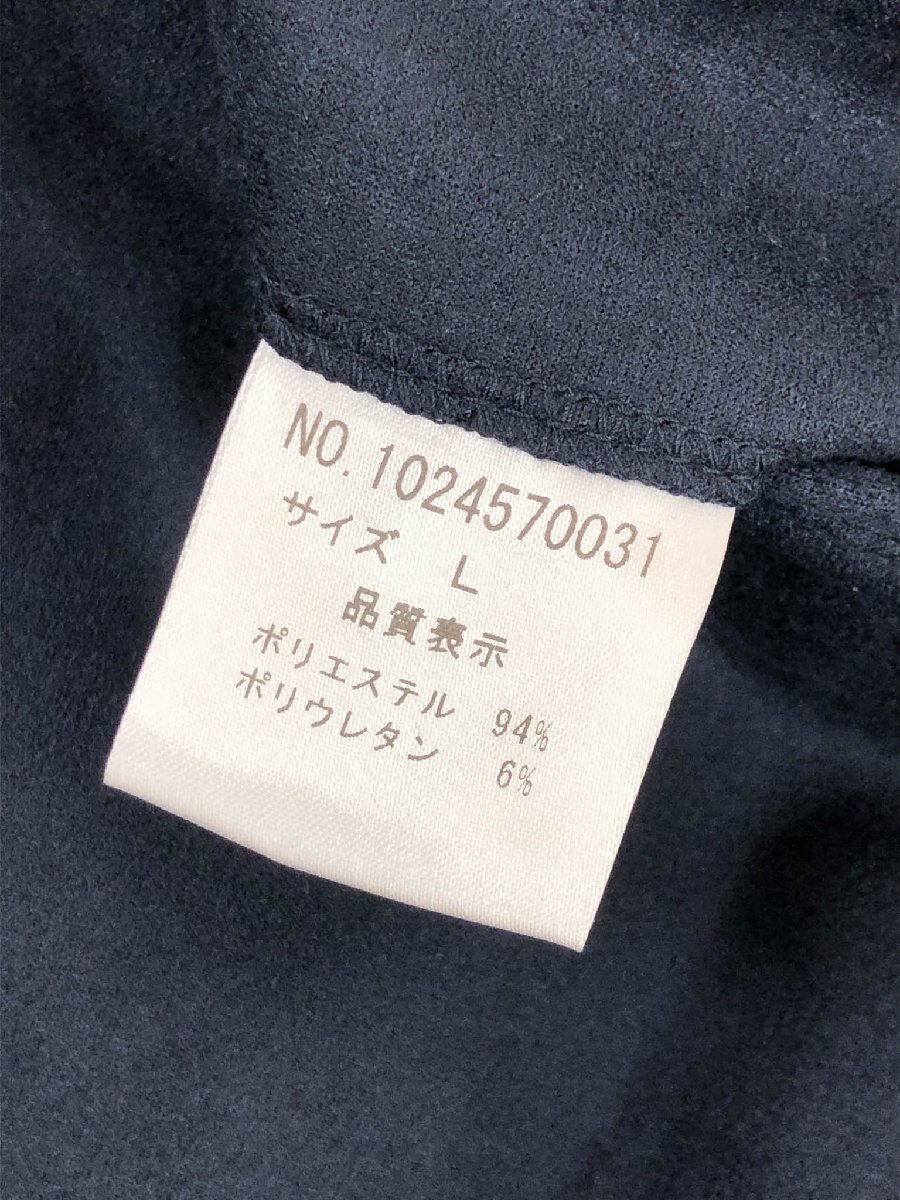 NO.1024570031
サイズ L
品質表示
ポリエステル 94%
ポリウレタン 6%